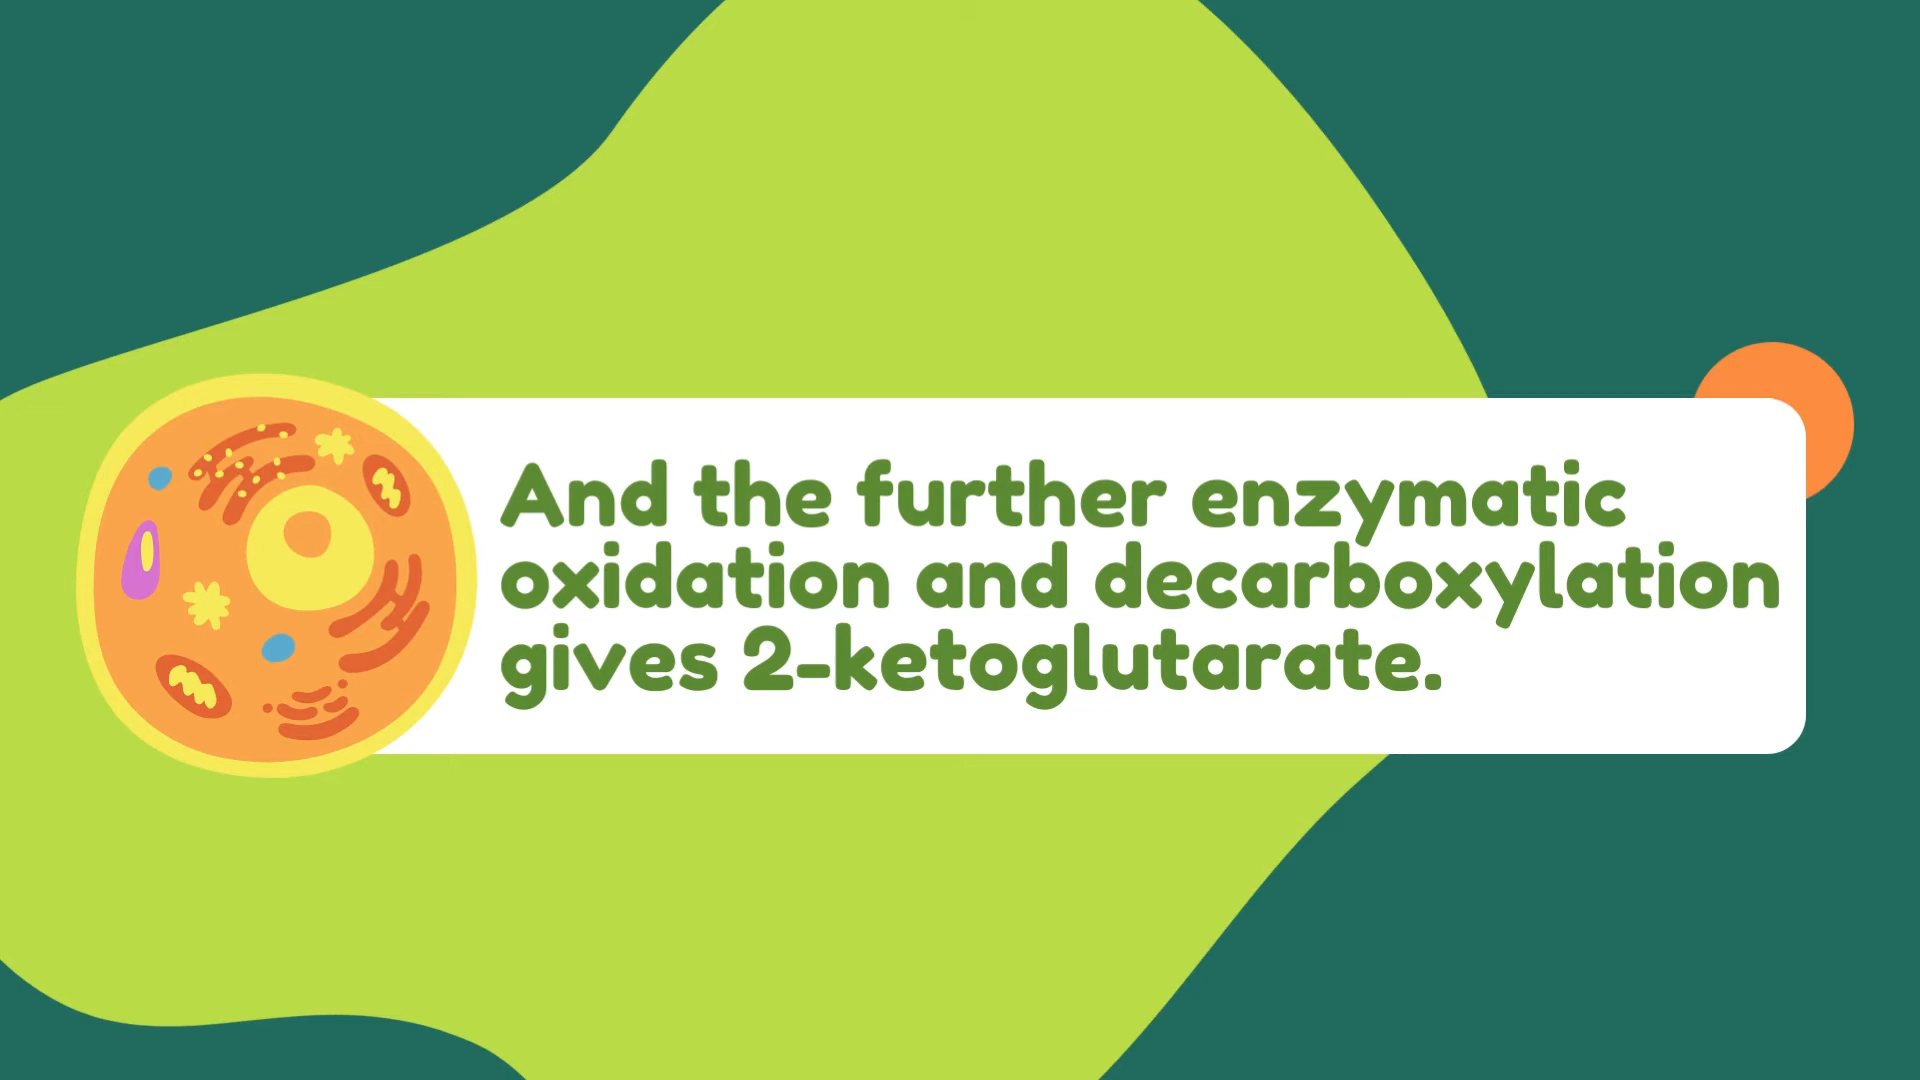 And the further enzymatic
oxidation and decarboxylation
gives 2-ketoglutarate.